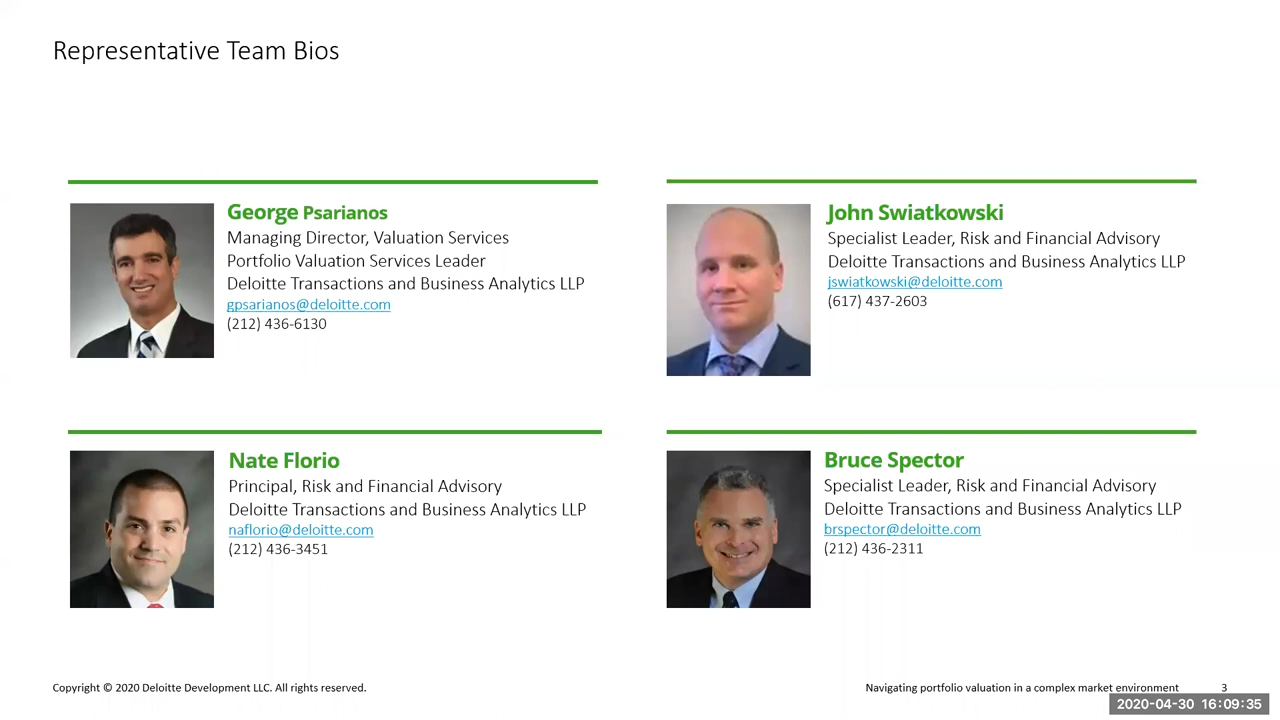 Representative Team Bios
George Psarianos
Managing Director, Valuation Services
Portfolio Valuation Services Leader
Deloitte Transactions and Business Analytics LLP
gpsarianos@deloitte.com
(212) 436-6130
John Swiatkowski
Specialist Leader, Risk and Financial Advisory
Deloitte Transactions and Business Analytics LLP
jswiatkowski@deloitte.com
(617) 437-2603
Nate Florio
Principal, Risk and Financial Advisory
Deloitte Transactions and Business Analytics LLP
naflorio@deloitte.com
(212) 436-3451
Bruce Spector
Specialist Leader, Risk and Financial Advisory
Deloitte Transactions and Business Analytics LLP
brspector@deloitte.com
(212) 436-2311
Copyright © 2020 Deloitte Development LLC. All rights reserved.
Navigating portfolio valuation in a complex market environment 3
2020-04-30 16:09:35